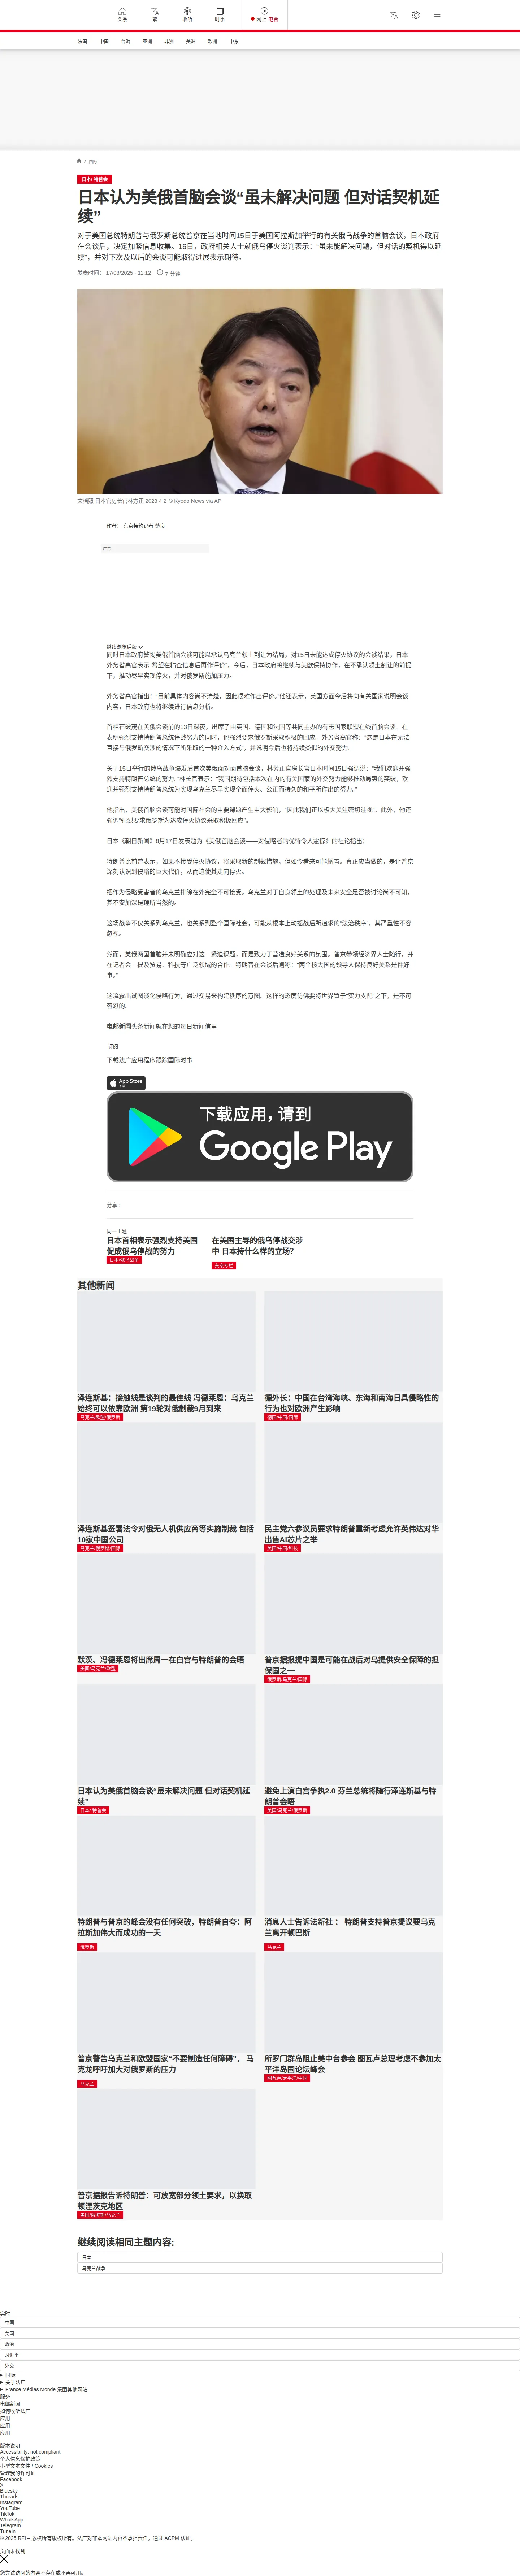 头条
繁
收听
时事
网上 电台
法国
中国
台海
亚洲
非洲
美洲
欧洲
中东
/ 国际
日本/ 特普会
日本认为美俄首脑会谈“虽未解决问题 但对话契机延
续”
对于美国总统特朗普与俄罗斯总统普京在当地时间15日于美国阿拉斯加举行的有关俄乌战争的首脑会谈，日本政府
在会谈后，决定加紧信息收集。16日，政府相关人士就俄乌停火谈判表示：“虽未能解决问题，但对话的契机得以延
续”，并对下次及以后的会谈可能取得进展表示期待。
发表时间： 17/08/2025 - 11:12
7 分钟
文档照 日本官房长官林方正 2023 4 2 © Kyodo News via AP
作者： 东京特约记者 楚良一
广告
继续浏览后续
同时日本政府警惕美俄首脑会谈可能以承认乌克兰领土割让为结局，对15日未能达成停火协议的会谈结果，日本
外务省高官表示“希望在精查信息后再作评价”，今后，日本政府将继续与美欧保持协作，在不承认领土割让的前提
下，推动尽早实现停火，并对俄罗斯施加压力。
外务省高官指出：“目前具体内容尚不清楚，因此很难作出评价。”他还表示，美国方面今后将向有关国家说明会谈
内容，日本政府也将继续进行信息分析。
首相石破茂在美俄会谈前的13日深夜，出席了由英国、德国和法国等共同主办的有志国家联盟在线首脑会谈。在
表明强烈支持特朗普总统停战努力的同时，他强烈要求俄罗斯采取积极的回应。外务省高官称：“这是日本在无法
直接与俄罗斯交涉的情况下所采取的一种介入方式”，并说明今后也将持续类似的外交努力。
关于15日举行的俄乌战争爆发后首次美俄面对面首脑会谈，林芳正官房长官日本时间15日强调说：“我们欢迎并强
烈支持特朗普总统的努力。”林长官表示：“我国期待包括本次在内的有关国家的外交努力能够推动局势的突破，欢
迎并强烈支持特朗普总统为实现乌克兰尽早实现全面停火、公正而持久的和平所作出的努力。”
他指出，美俄首脑会谈可能对国际社会的重要课题产生重大影响，“因此我们正以极大关注密切注视”。此外，他还
强调“强烈要求俄罗斯为达成停火协议采取积极回应”。
日本《朝日新闻》8月17日发表题为《美俄首脑会谈——对侵略者的优待令人震惊》的社论指出：
特朗普此前曾表示，如果不接受停火协议，将采取新的制裁措施，但如今看来可能搁置。真正应当做的，是让普京
深刻认识到侵略的巨大代价，从而迫使其走向停火。
把作为侵略受害者的乌克兰排除在外完全不可接受。乌克兰对于自身领土的处理及未来安全是否被讨论尚不可知，
其不安加深是理所当然的。
这场战争不仅关系到乌克兰，也关系到整个国际社会，可能从根本上动摇战后所追求的“法治秩序”，其严重性不容
忽视。
然而，美俄两国首脑并未明确应对这一紧迫课题，而是致力于营造良好关系的氛围。普京带领经济界人士随行，并
在记者会上提及贸易、科技等广泛领域的合作。特朗普在会谈后则称：“两个核大国的领导人保持良好关系是件好
事。”
这流露出试图淡化侵略行为，通过交易来构建秩序的意图。这样的态度仿佛要将世界置于“实力支配”之下，是不可
容忍的。
电邮新闻头条新闻就在您的每日新闻信里
订阅
下载法广应用程序跟踪国际时事
App Store
下载应用，请到
Google Play
分享 :
同一主题
日本首相表示强烈支持美国
促成俄乌停战的努力
日本/俄乌战争
在美国主导的俄乌停战交涉
中 日本持什么样的立场？
东京专栏
其他新闻
泽连斯基：接触线是谈判的最佳线 冯德莱恩：乌克兰
始终可以依靠欧洲 第19轮对俄制裁9月到来
乌克兰/欧盟/俄罗斯
德外长：中国在台湾海峡、东海和南海日具侵略性的
行为也对欧洲产生影响
德国/中国/国际
泽连斯基签署法令对俄无人机供应商等实施制裁 包括
10家中国公司
乌克兰/俄罗斯/国际
民主党六参议员要求特朗普重新考虑允许英伟达对华
出售AI芯片之举
美国/中国/科技
默茨、冯德莱恩将出席周一在白宫与特朗普的会晤
美国/乌克兰/欧盟
普京据报提中国是可能在战后对乌提供安全保障的担
保国之一
俄罗斯/乌克兰/国际
日本认为美俄首脑会谈“虽未解决问题 但对话契机延
续”
日本/ 特普会
避免上演白宫争执2.0 芬兰总统将随行泽连斯基与特
朗普会晤
美国/乌克兰/俄罗斯
特朗普与普京的峰会没有任何突破，特朗普自夸：阿
拉斯加伟大而成功的一天
俄罗斯
消息人士告诉法新社： 特朗普支持普京提议要乌克
兰离开顿巴斯
乌克兰
普京警告乌克兰和欧盟国家“不要制造任何障碍”， 马
克龙呼吁加大对俄罗斯的压力
乌克兰
所罗门群岛阻止美中台参会 图瓦卢总理考虑不参加太
平洋岛国论坛峰会
图瓦卢/太平洋/中国
普京据报告诉特朗普：可放宽部分领土要求，以换取
顿涅茨克地区
美国/俄罗斯/乌克兰
继续阅读相同主题内容:
日本
乌克兰战争
实时
中国
美国
政治
习近平
外交
国际
关于法广
France Médias Monde 集团其他网站
服务
电邮新闻
如何收听法广
应用
应用
应用
版本说明
Accessibility: not compliant
个人信息保护政策
小型文本文件 / Cookies
管理我的许可证
Facebook
X
Bluesky
Threads
Instagram
YouTube
TikTok
WhatsApp
Telegram
TuneIn
© 2025 RFI – 版权所有版权所有。法广对非本网站内容不承担责任。通过 ACPM 认证。
页面未找到
您尝试访问的内容不存在或不再可用。